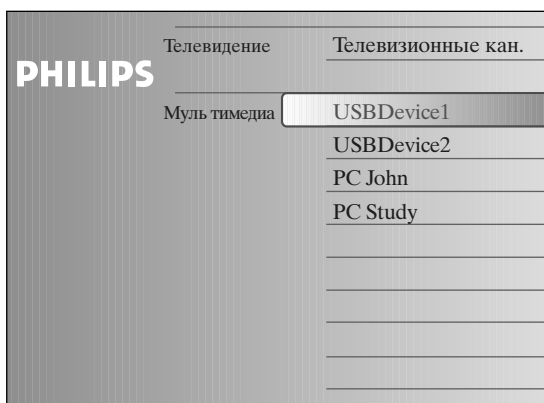 Телевидение Телевизионные кан.
PHILIPS
Муль тимедиа USBDevice1
USBDevice2
PC John
PC Study